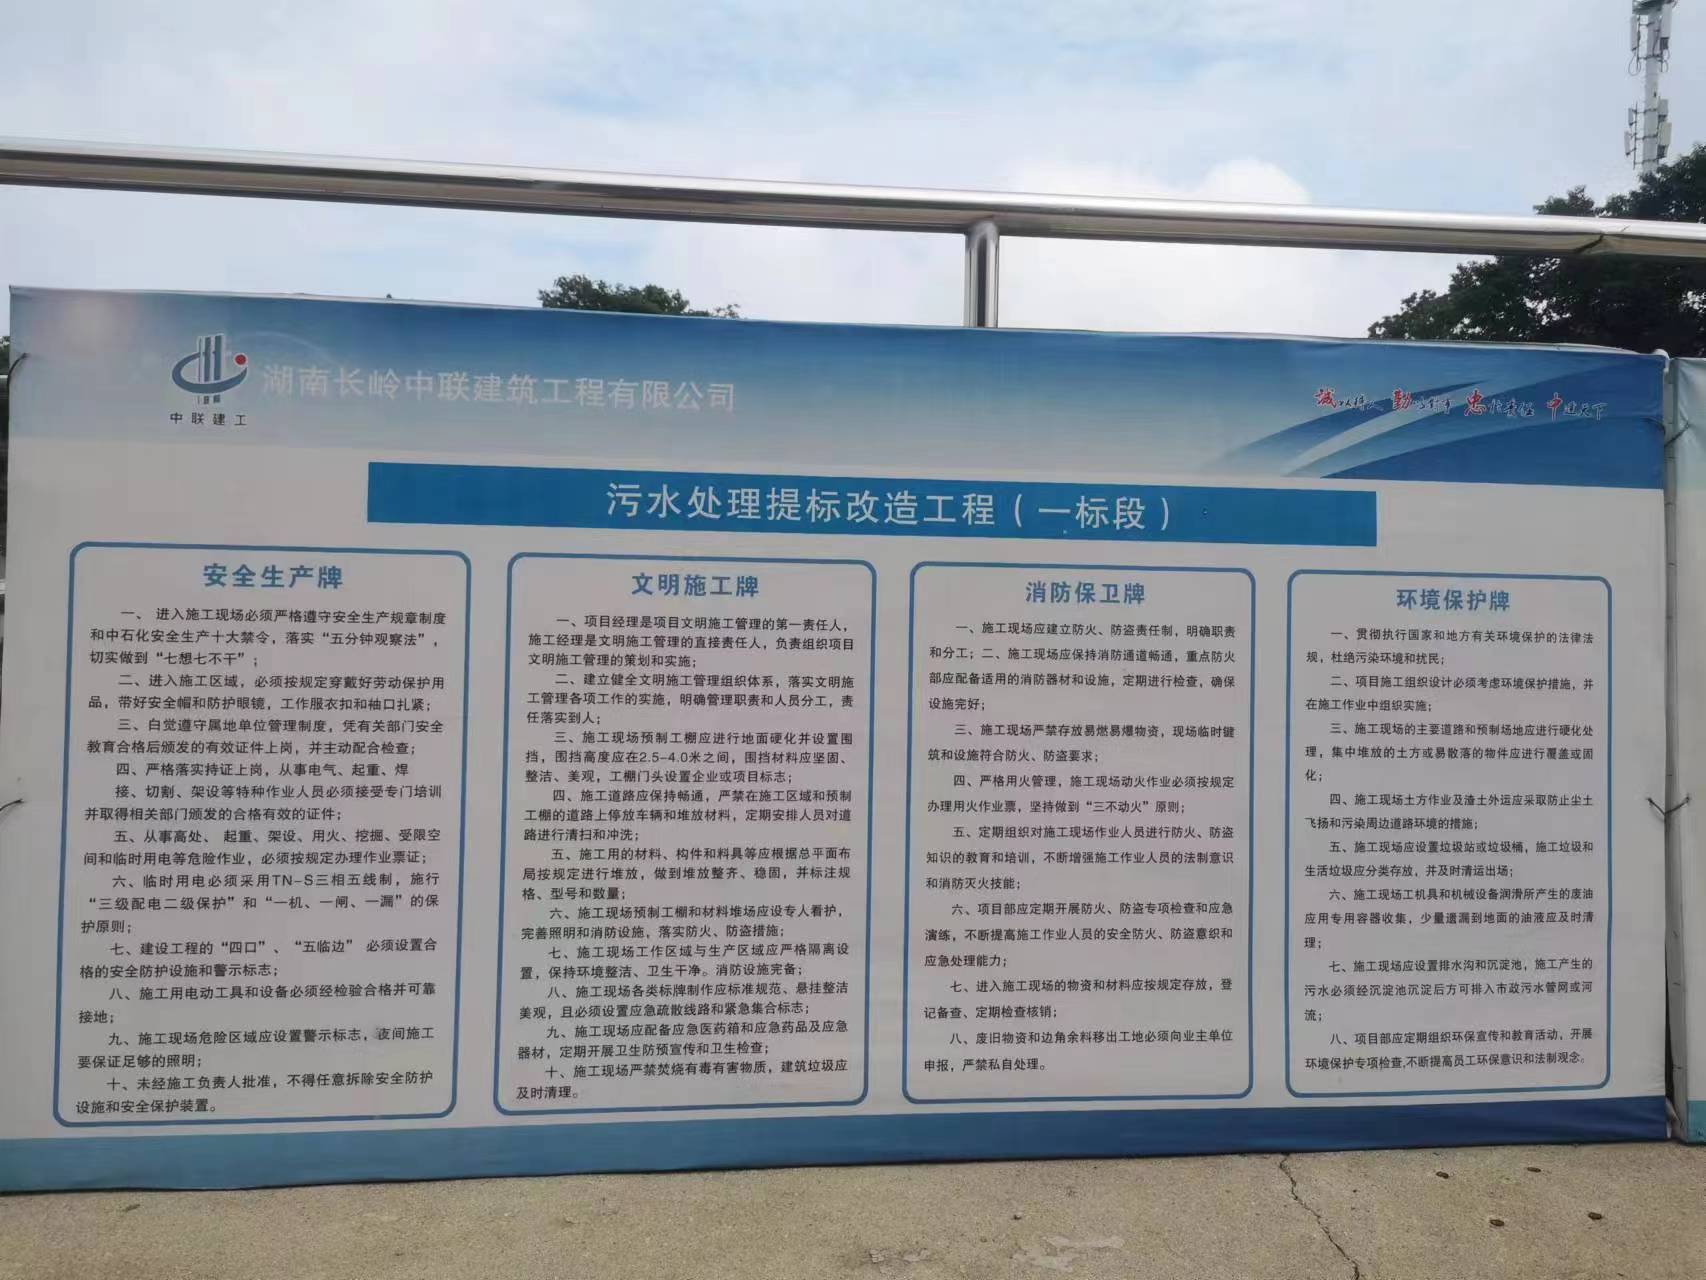 中联建工
湖南长岭中联建筑工程有限公司
诚以待人 勤 忠于责任 中建天下
污水处理提标改造工程（一标段）
安全生产牌
一、 进入施工现场必须严格遵守安全生产规章制度
和中石化安全生产十大禁令，落实“五分钟观察法”，
切实做到“七想七不干”；
二、进入施工区域，必须按规定穿戴好劳动保护用
品，带好安全帽和防护眼镜，工作服衣扣和袖口扎紧；
三、自觉遵守属地单位管理制度，凭有关部门安全
教育合格后颁发的有效证件上岗，并主动配合检查；
四、严格落实持证上岗，从事电气、起重、焊
接、切割、架设等特种作业人员必须接受专门培训
并取得相关部门颁发的合格有效的证件；
五、从事高处、 起重、架设、用火、挖掘、受限空
间和临时用电等危险作业，必须按规定办理作业票证；
六、临时用电必须采用TN-S三相五线制，施行
“三级配电二级保护”和“一机、一闸、一漏”的保
护原则；
七、建设工程的“四口”、“五临边” 必须设置合
格的安全防护设施和警示标志；
八、施工用电动工具和设备必须经检验合格并可靠
接地；
九、施工现场危险区域应设置警示标志，夜间施工
要保证足够的照明；
十、未经施工负责人批准，不得任意拆除安全防护
设施和安全保护装置。
文明施工牌
一、项目经理是项目文明施工管理的第一责任人，
施工经理是文明施工管理的直接责任人，负责组织项目
文明施工管理的策划和实施；
二、建立健全文明施工管理组织体系，落实文明施
工管理各项工作的实施，明确管理职责和人员分工，责
任落实到人；
三、施工现场预制工棚应进行地面硬化并设置围
挡，围挡高度应在2.5-4.0米之间，围挡材料应坚固、
整洁、美观，工棚门头设置企业或项目标志；
四、施工道路应保持畅通，严禁在施工区域和预制
工棚的道路上停放车辆和堆放材料，定期安排人员对道
路进行清扫和冲洗；
五、施工用的材料、构件和料具等应根据总平面布
局按规定进行堆放，做到堆放整齐、稳固，并标注规
格、型号和数量；
六、施工现场预制工棚和材料堆场应设专人看护，
完善照明和消防设施，落实防火、防盗措施；
七、施工现场工作区域与生产区域应严格隔离设
置，保持环境整洁、卫生干净。消防设施完备；
八、施工现场各类标牌制作应标准规范、悬挂整洁
美观，且必须设置应急疏散线路和紧急集合标志；
九、施工现场应配备应急医药箱和应急药品及应急
器材，定期开展卫生防预宣传和卫生检查；
十、施工现场严禁焚烧有毒有害物质，建筑垃圾应
及时清理。
消防保卫牌
一、施工现场应建立防火、防盗责任制，明确职责
和分工；二、施工现场应保持消防通道畅通，重点防火
部应配备适用的消防器材和设施，定期进行检查，确保
设施完好；
三、施工现场严禁存放易燃易爆物资，现场临时键
筑和设施符合防火、防盗要求；
四、严格用火管理，施工现场动火作业必须按规定
办理用火作业票，坚持做到“三不动火”原则；
五、定期组织对施工现场作业人员进行防火、防盗
知识的教育和培训，不断增强施工作业人员的法制意识
和消防灭火技能；
六、项目部应定期开展防火、防盗专项检查和应急
演练，不断提高施工作业人员的安全防火、防盗意织和
应急处理能力；
七、进入施工现场的物资和材料应按规定存放，登
记备查、定期检查核销；
八、废旧物资和边角余料移出工地必须向业主单位
申报，严禁私自处理。
环境保护牌
一、贯彻执行国家和地方有关环境保护的法律法
规，杜绝污染环境和扰民；
二、项目施工组织设计必须考虑环境保护措施，并
在施工作业中组织实施；
三、施工现场的主要道路和预制场地应进行硬化处
理，集中堆放的土方或易散落的物件应进行覆盖或固
化；
四、施工现场土方作业及渣土外运应采取防止尘土
飞扬和污染周边道路环境的措施；
五、施工现场应设置垃圾站或垃圾桶，施工垃圾和
生活垃圾应分类存放，并及时清运出场；
六、施工现场工机具和机械设备润滑所产生的废油
应用专用容器收集，少量遗漏到地面的油液应及时清
理；
七、施工现场应设置排水沟和沉淀池，施工产生的
污水必须经沉淀池沉淀后方可排入市政污水管网或河
流；
八、项目部应定期组织环保宣传和教育活动，开展
环境保护专项检查,不断提高员工环保意识和法制观念。